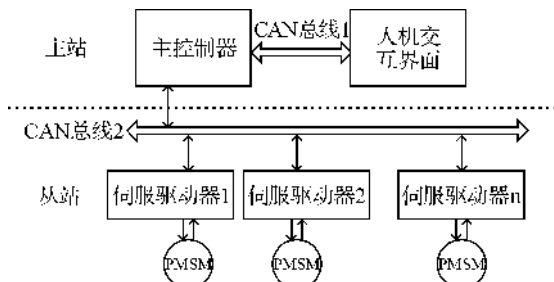 主站
主控制器
CAN总线1
人机交
互界面
CAN总线2
从站
伺服驱动器1
伺服驱动器2
伺服驱动器n
PMSM
PMSM
PMSM